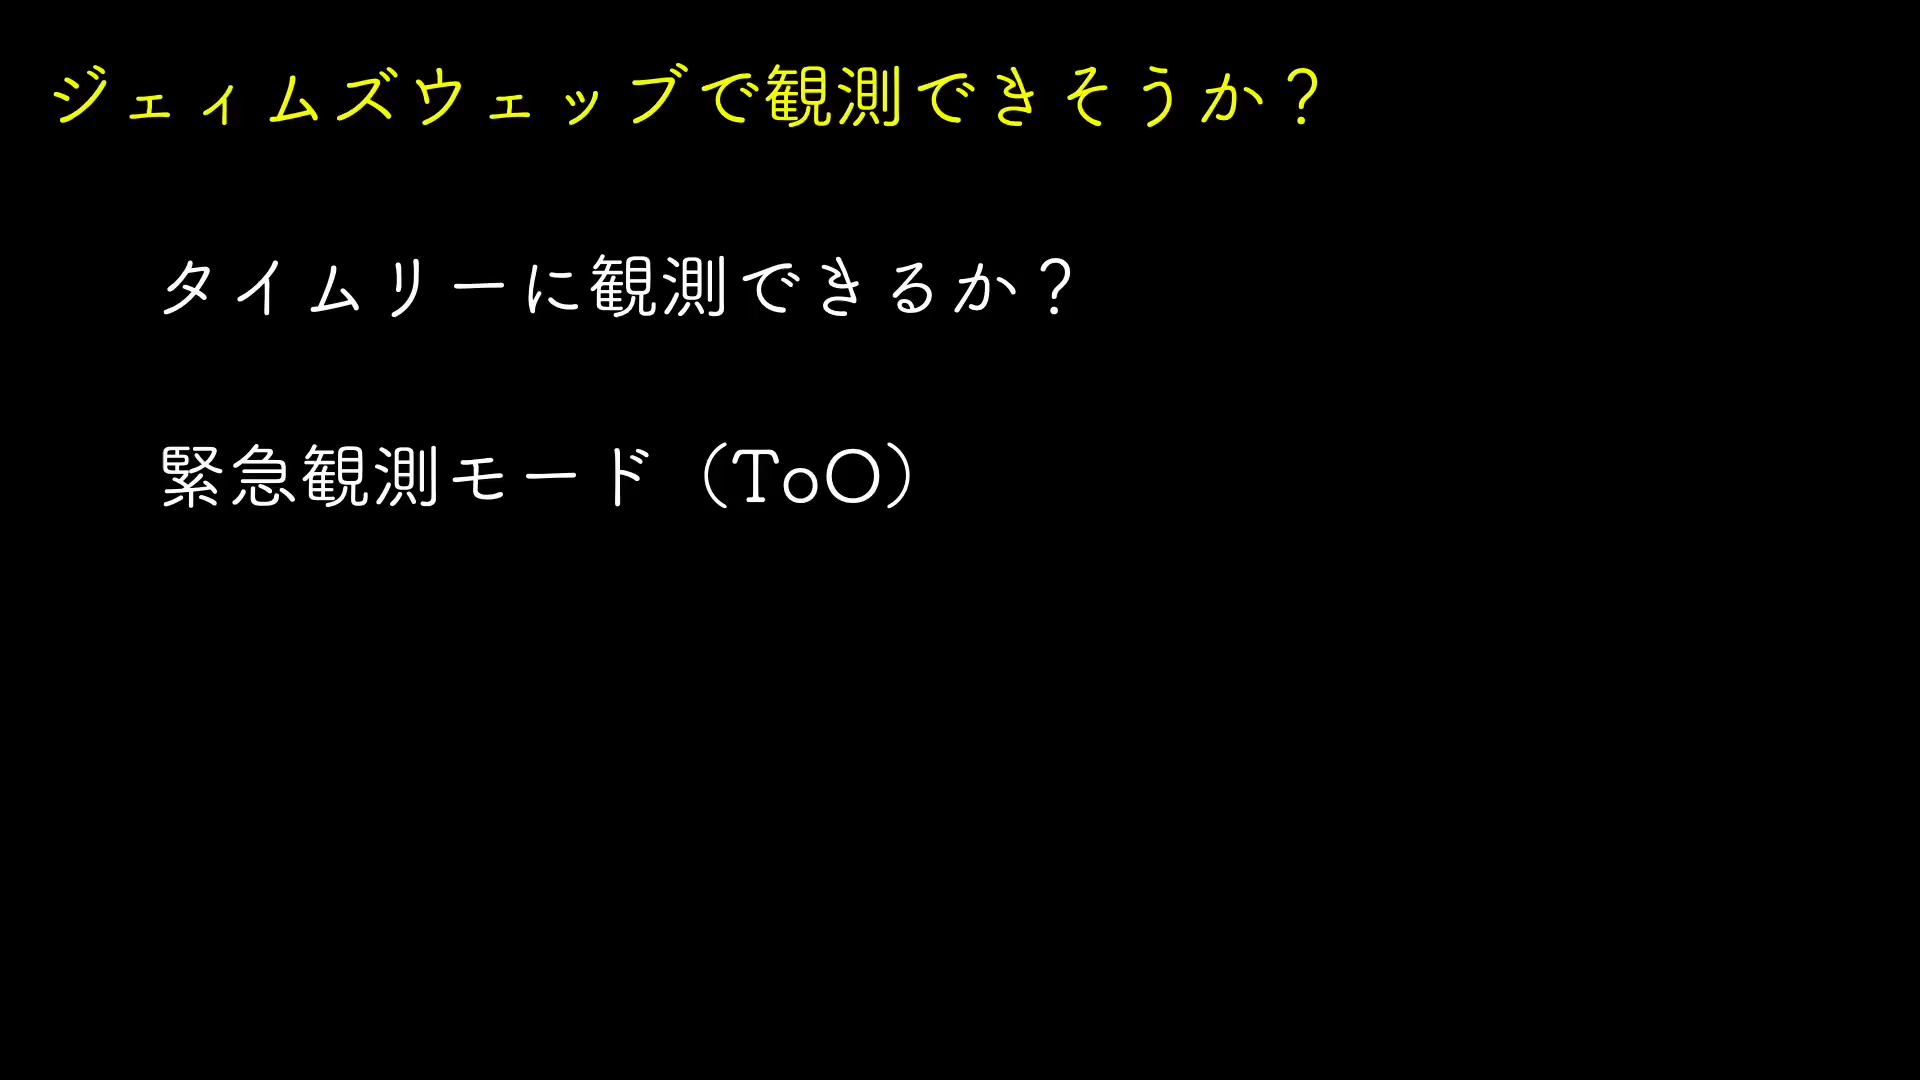 ジェィムズウェッブで観測できそうか？
タイムリーに観測できるか？
緊急観測モード（ToO）